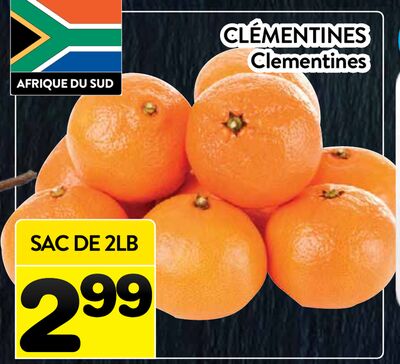 CLÉMENTINES
Clementines
AFRIQUE DU SUD
SAC DE 2LB
299